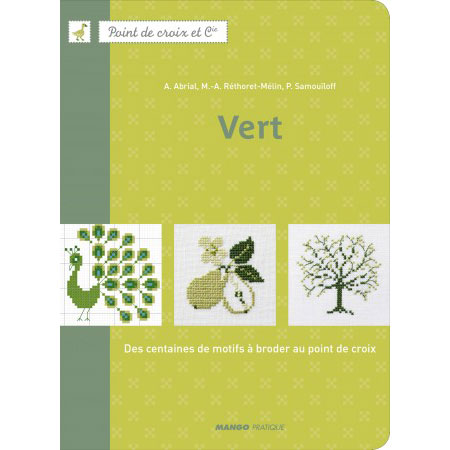 Point de croix et Cie
A. Abrial, M.-A. Réthoret-Mélin, P. Samouïloff
Vert
Des centaines de motifs à broder au point de croix
MANGO PRATIQUE